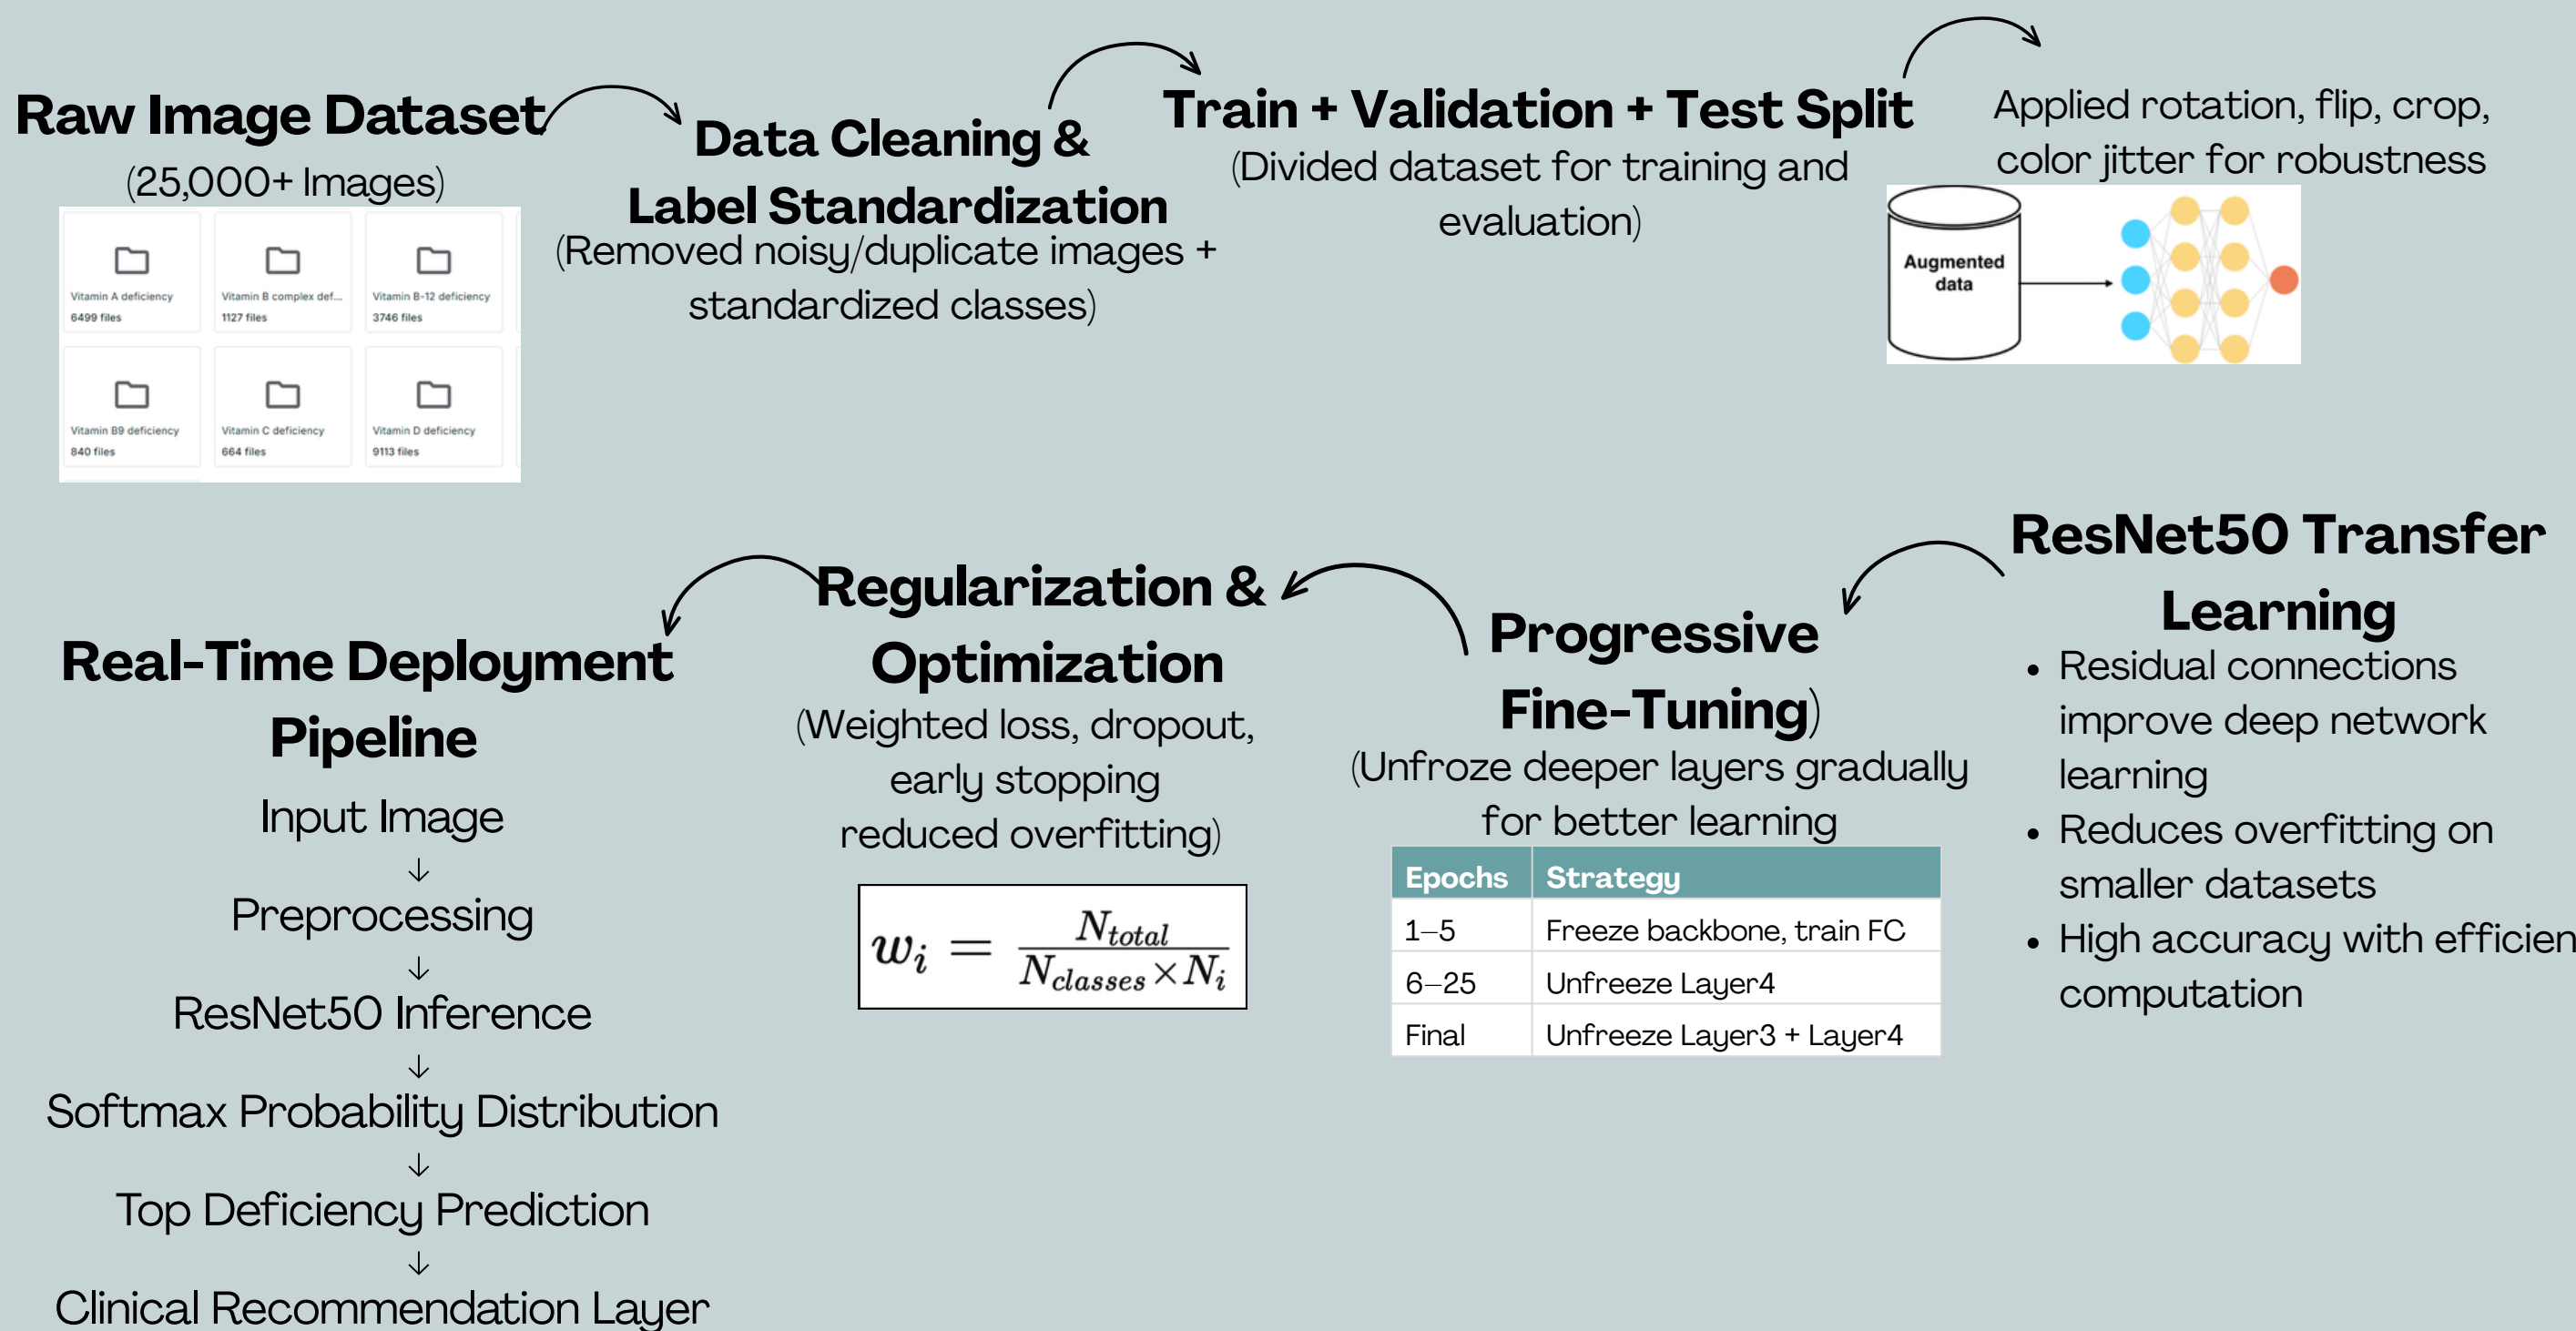 Raw Image Dataset
(25,000+ Images)
Vitamin A deficiency
6499 files
Vitamin B complex def...
1127 files
Vitamin B-12 deficiency
3746 files
Vitamin B9 deficiency
840 files
Vitamin C deficiency
664 files
Vitamin D deficiency
9113 files
Data Cleaning &
Label Standardization
(Removed noisy/duplicate images +
standardized classes)
Train + Validation + Test Split
(Divided dataset for training and
evaluation)
Applied rotation, flip, crop,
color jitter for robustness
Augmented
data
ResNet50 Transfer
Learning
• Residual connections
improve deep network
learning
• Reduces overfitting on
smaller datasets
• High accuracy with efficien
computation
Progressive
Fine-Tuning)
(Unfroze deeper layers gradually
for better learning
Epochs Strategy
1–5 Freeze backbone, train FC
6–25 Unfreeze Layer4
Final Unfreeze Layer3 + Layer4
Regularization &
Optimization
(Weighted loss, dropout,
early stopping
reduced overfitting)
w_i = N_total / (N_classes × N_i)
Real-Time Deployment
Pipeline
Input Image
↓
Preprocessing
↓
ResNet50 Inference
↓
Softmax Probability Distribution
↓
Top Deficiency Prediction
↓
Clinical Recommendation Layer